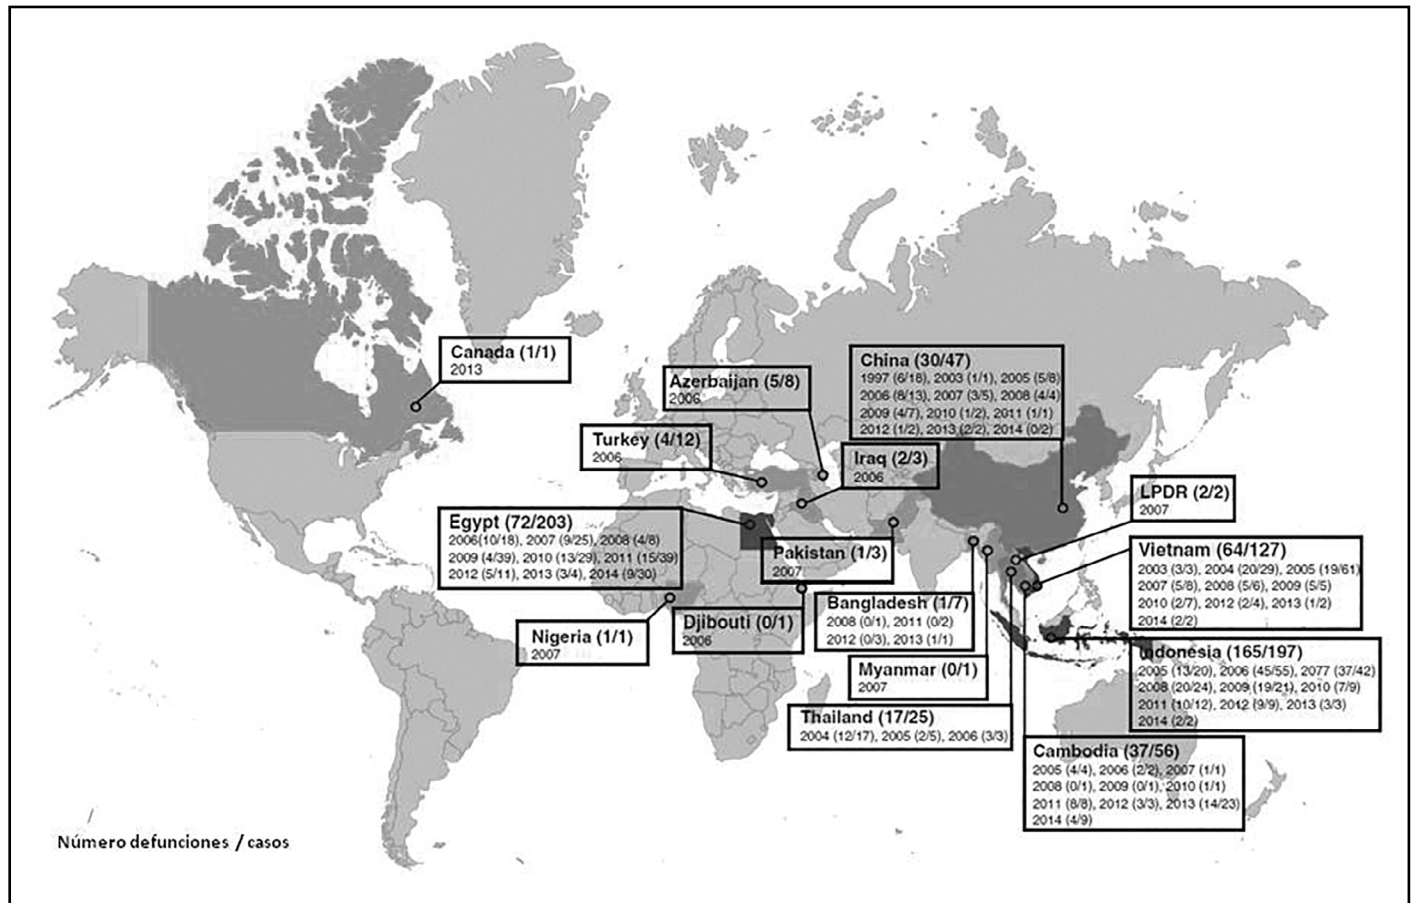 Canada (1/1)
2013
Azerbaijan (5/8)
2006
China (30/47)
1997 (6/18), 2003 (1/1), 2005 (5/8)
2006 (8/13), 2007 (3/5), 2008 (4/4)
2009 (4/7), 2010 (1/2), 2011 (1/1)
2012 (1/2), 2013 (2/2), 2014 (0/2)
Turkey (4/12)
2006
Iraq (2/3)
2006
LPDR (2/2)
2007
Egypt (72/203)
2006(10/18), 2007 (9/25), 2008 (4/8)
2009 (4/39), 2010 (13/29), 2011 (15/39)
2012 (5/11), 2013 (3/4), 2014 (9/30)
Pakistan (1/3)
2007
Vietnam (64/127)
2003 (3/3), 2004 (20/29), 2005 (19/61)
2007 (5/8), 2008 (5/6), 2009 (5/5)
2010 (2/7), 2012 (2/4), 2013 (1/2)
2014 (2/2)
Nigeria (1/1)
2007
Djibouti (0/1)
2006
Bangladesh (1/7)
2008 (0/1), 2011 (0/2)
2012 (0/3), 2013 (1/1)
Myanmar (0/1)
2007
Indonesia (165/197)
2005 (13/20), 2006 (45/55), 2077 (37/42)
2008 (20/24), 2009 (19/21), 2010 (7/9)
2011 (10/12), 2012 (9/9), 2013 (3/3)
2014 (2/2)
Thailand (17/25)
2004 (12/17), 2005 (2/5), 2006 (3/3)
Cambodia (37/56)
2005 (4/4), 2006 (2/2), 2007 (1/1)
2008 (0/1), 2009 (0/1), 2010 (1/1)
2011 (8/8), 2012 (3/3), 2013 (14/23)
2014 (4/9)
Número defunciones / casos